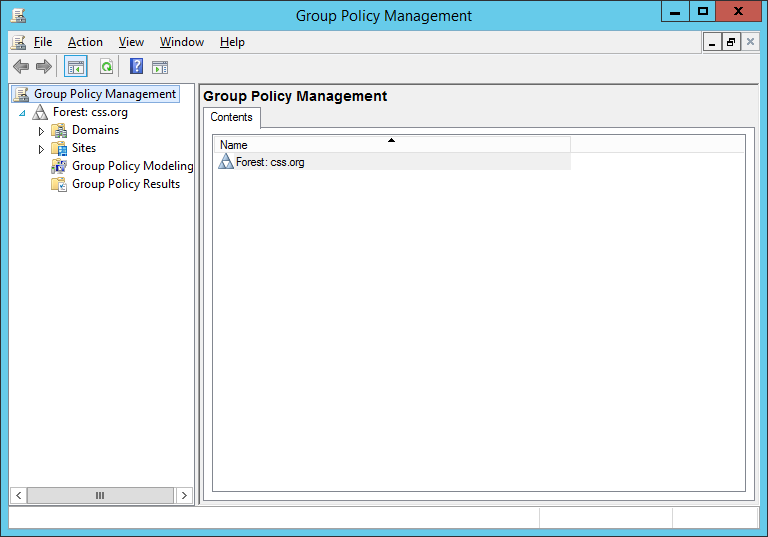 Group Policy Management
File Action View Window Help
Group Policy Management
Forest: css.org
Domains
Sites
Group Policy Modeling
Group Policy Results
Group Policy Management
Contents
Name
Forest: css.org